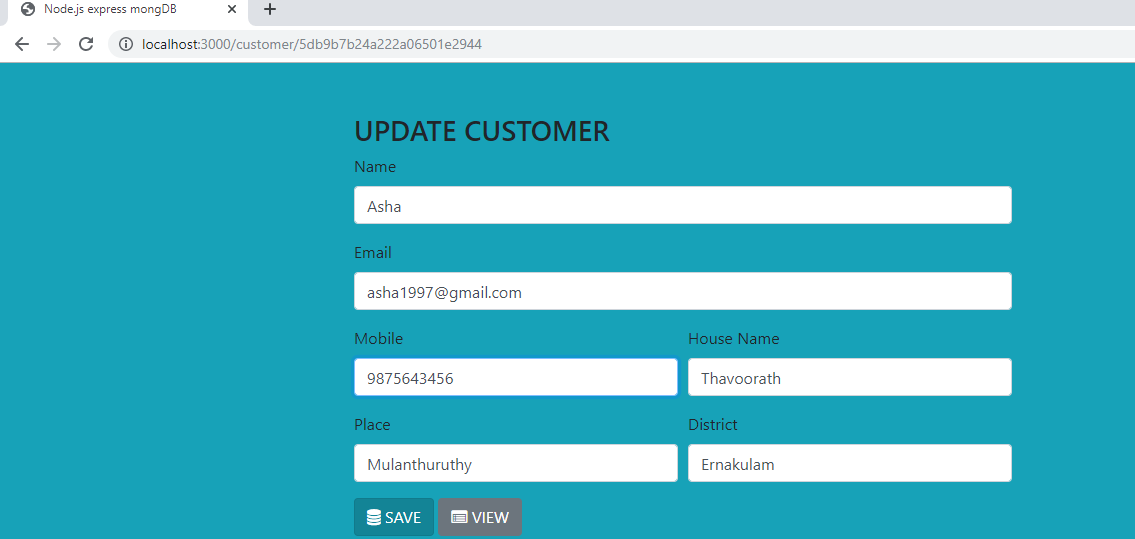 Node.js express mongDB
localhost:3000/customer/5db9b7b24a222a06501e2944
UPDATE CUSTOMER
Name
Asha
Email
asha1997@gmail.com
Mobile House Name
9875643456 Thavoorath
Place District
Mulanthuruthy Ernakulam
SAVE VIEW